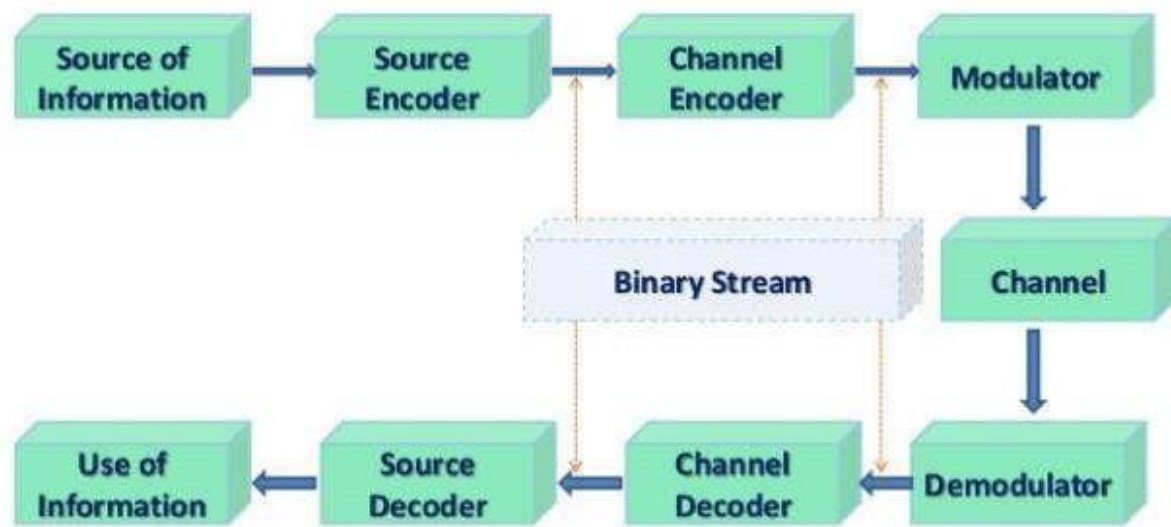 Source of
Information
Source
Encoder
Channel
Encoder
Modulator
Binary Stream
Channel
Use of
Information
Source
Decoder
Channel
Decoder
Demodulator